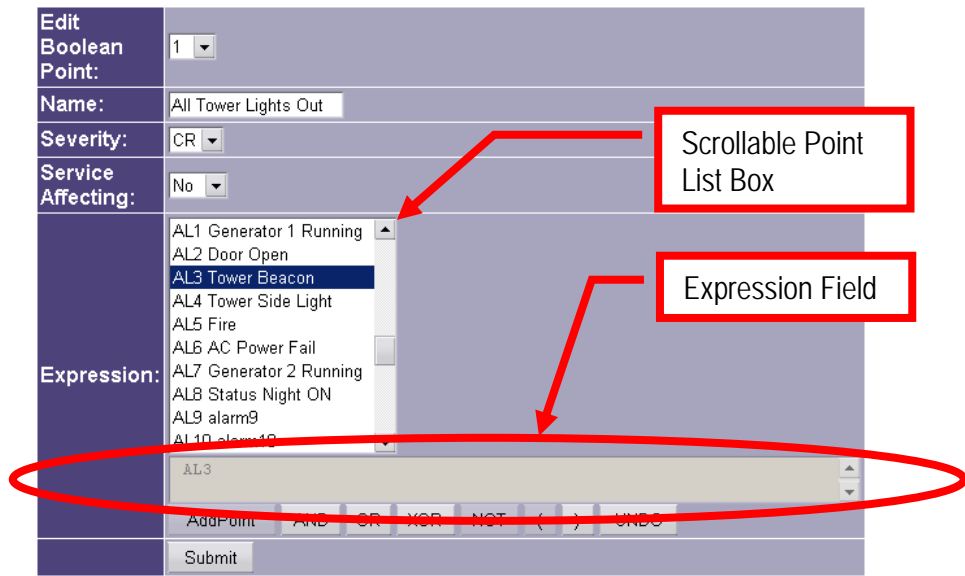 Edit
Boolean
Point:
1
Name:
All Tower Lights Out
Severity:
CR
Service
Affecting:
No
Scrollable Point
List Box
Expression:
AL1 Generator 1 Running
AL2 Door Open
AL3 Tower Beacon
AL4 Tower Side Light
AL5 Fire
AL6 AC Power Fail
AL7 Generator 2 Running
AL8 Status Night ON
AL9 alarm9
AL10 alarm10
Expression Field
AL3
AddPoint AND OR XOR NOT ( ) UNDO
Submit